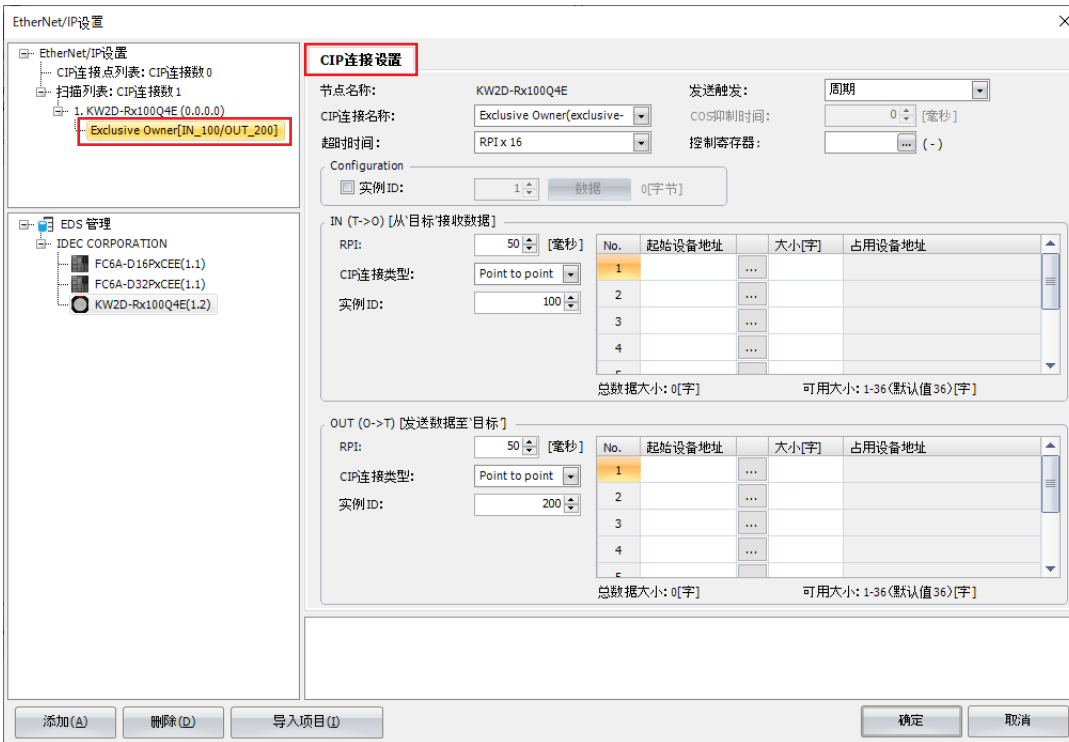 EtherNet/IP设置
EtherNet/IP设置
CIP连接点列表: CIP连接数 0
扫描列表: CIP连接数 1
1. KW2D-Rx100Q4E (0.0.0.0)
Exclusive Owner[IN_100/OUT_200]
EDS 管理
IDEC CORPORATION
FC6A-D16PxCEE(1.1)
FC6A-D32PxCEE(1.1)
KW2D-Rx100Q4E(1.2)
CIP连接设置
节点名称: KW2D-Rx100Q4E 发送触发: 周期
CIP连接名称: Exclusive Owner(exclusive- COS抑制时间: 0 [毫秒]
超时时间: RPI x 16 控制寄存器: ... (-)
Configuration
实例ID: 1 数据 0[字节]
IN (T->O) [从'目标'接收数据]
RPI: 50 [毫秒]
CIP连接类型: Point to point
实例ID: 100
No. 起始设备地址 大小[字] 占用设备地址
1 ...
2 ...
3 ...
4 ...
总数据大小: 0[字] 可用大小: 1-36(默认值36)[字]
OUT (O->T) [发送数据至'目标']
RPI: 50 [毫秒]
CIP连接类型: Point to point
实例ID: 200
No. 起始设备地址 大小[字] 占用设备地址
1 ...
2 ...
3 ...
4 ...
总数据大小: 0[字] 可用大小: 1-36(默认值36)[字]
添加(A) 删除(D) 导入项目(I) 确定 取消